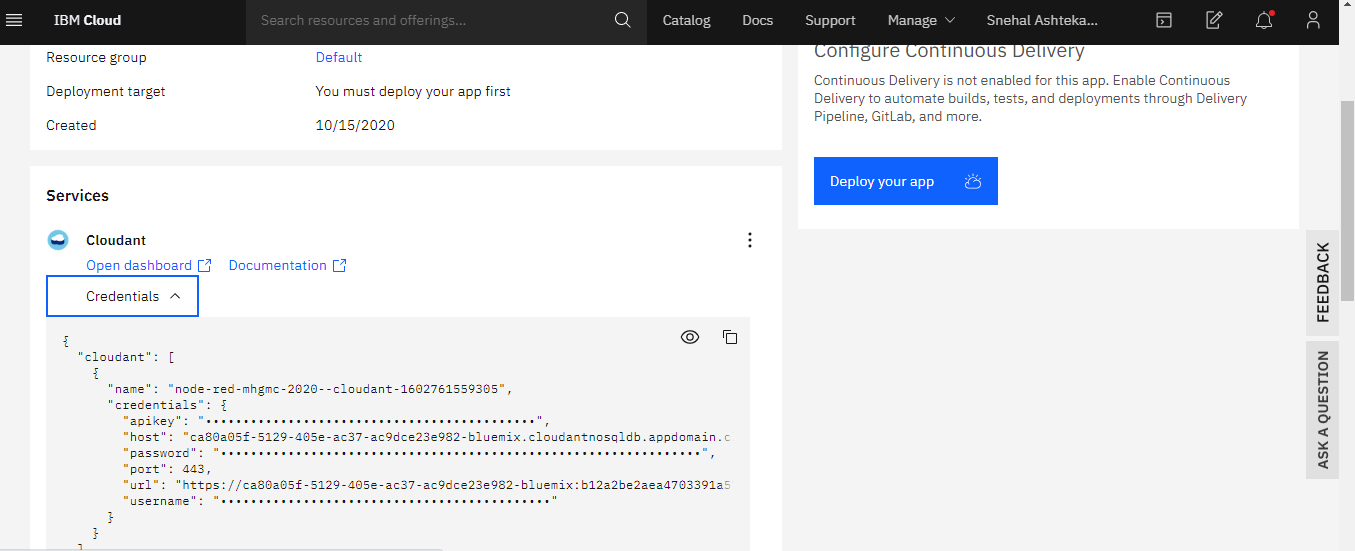 IBM Cloud
Search resources and offerings...
Catalog
Docs
Support
Manage
Snehal Ashteka...
Resource group
Default
Deployment target
You must deploy your app first
Created
10/15/2020
Configure Continuous Delivery
Continuous Delivery is not enabled for this app. Enable Continuous
Delivery to automate builds, tests, and deployments through Delivery
Pipeline, GitLab, and more.
Deploy your app
Services
Cloudant
Open dashboard
Documentation
Credentials
{
"cloudant": [
{
"name": "node-red-mhgmc-2020--cloudant-1602761559305",
"credentials": {
"apikey": "••••••••••••••••••••••••••••••••••••••••••••",
"host": "ca80a05f-5129-405e-ac37-ac9dce23e982-bluemix.cloudantnosqldb.appdomain.c
"password": "••••••••••••••••••••••••••••••••••••••••••••••••••••••••••••••••",
"port": 443,
"url": "https://ca80a05f-5129-405e-ac37-ac9dce23e982-bluemix:b12a2be2aea4703391a5
"username": "••••••••••••••••••••••••••••••••••••••••••••"
}
}
]
FEEDBACK
ASK A QUESTION